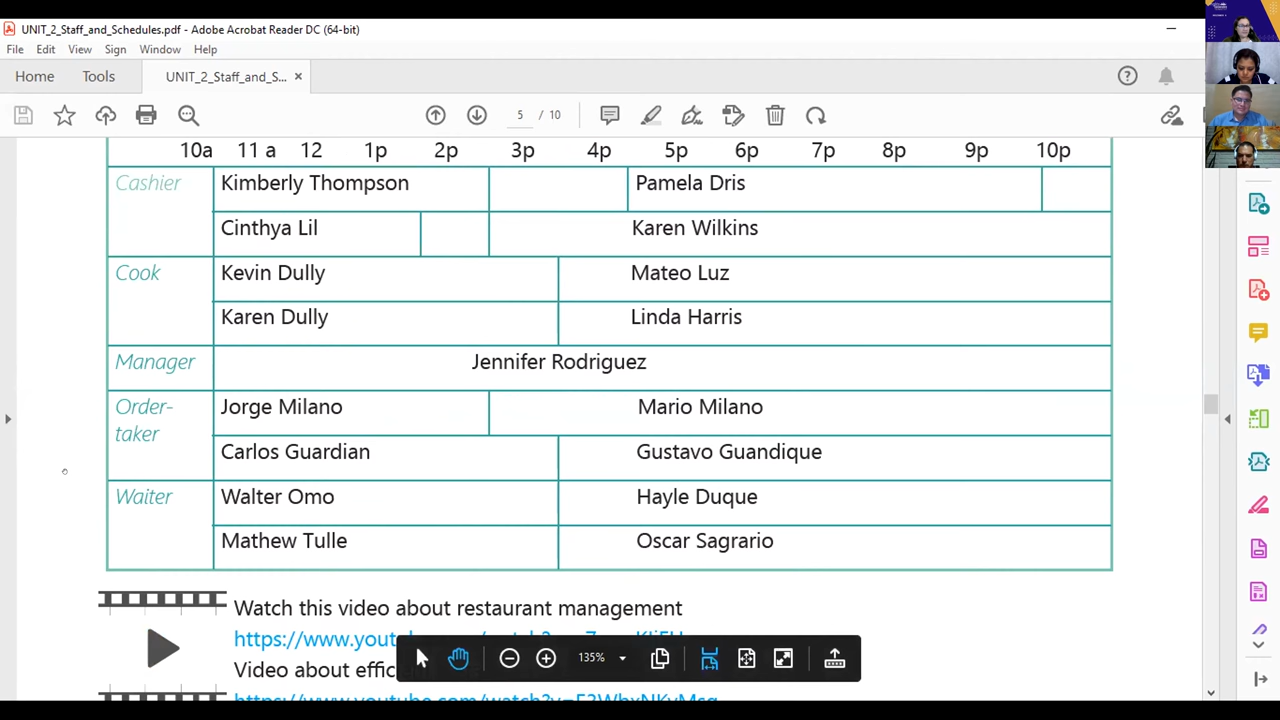 UNIT_2_Staff_and_Schedules.pdf - Adobe Acrobat Reader DC (64-bit)
File Edit View Sign Window Help
Home Tools UNIT_2_Staff_and_S...
5 / 10
10a 11 a 12 1p 2p 3p 4p 5p 6p 7p 8p 9p 10p
Cashier Kimberly Thompson Pamela Dris
Cinthya Lil Karen Wilkins
Cook Kevin Dully Mateo Luz
Karen Dully Linda Harris
Manager Jennifer Rodriguez
Order-taker Jorge Milano Mario Milano
Carlos Guardian Gustavo Guandique
Waiter Walter Omo Hayle Duque
Mathew Tulle Oscar Sagrario
Watch this video about restaurant management
https://www.yout
Video about effic
135%